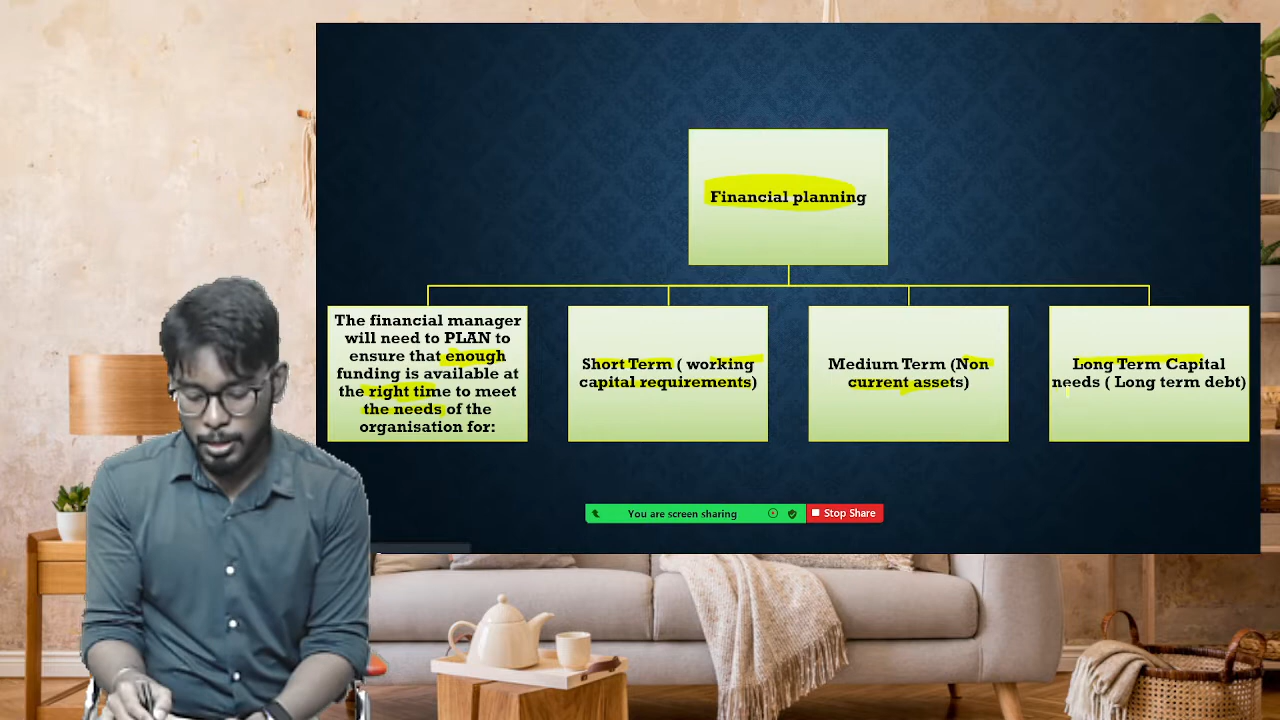 Financial planning
The financial manager
will need to PLAN to
ensure that enough
funding is available at
the right time to meet
the needs of the
organisation for:
Short Term ( working
capital requirements)
Medium Term (Non
current assets)
Long Term Capital
needs ( Long term debt)
You are screen sharing
Stop Share